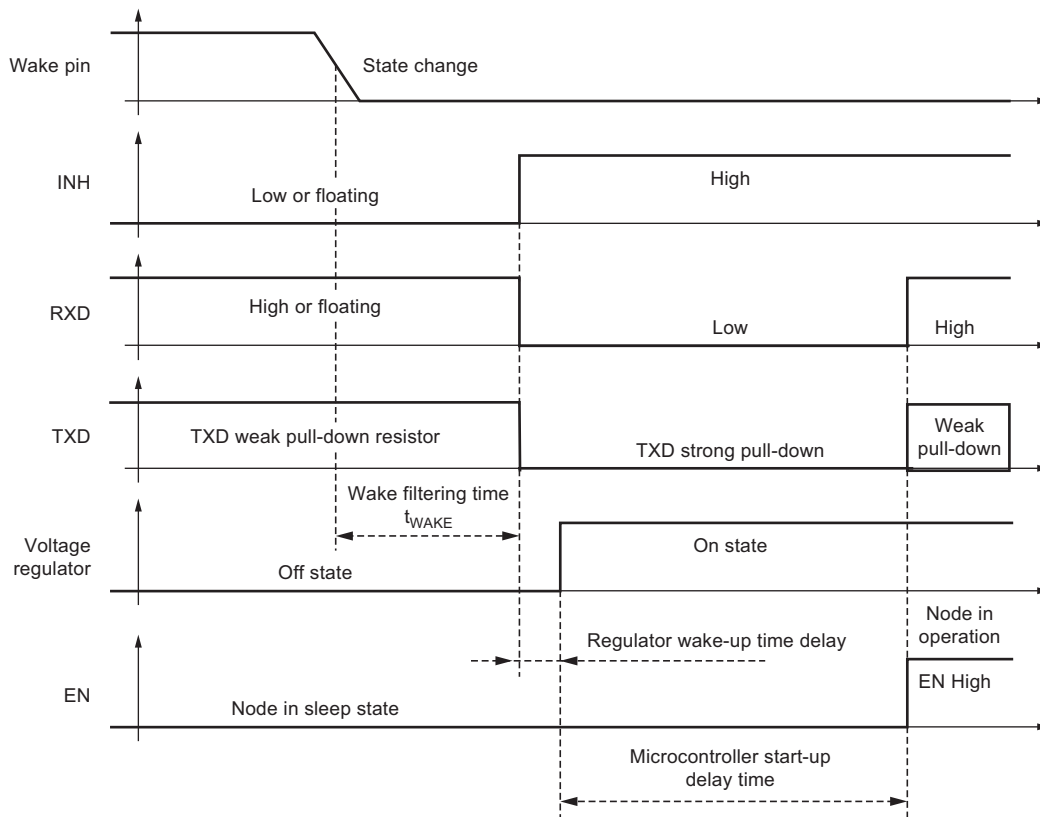 Wake pin
State change
INH
Low or floating
High
RXD
High or floating
Low
High
TXD
TXD weak pull-down resistor
TXD strong pull-down
Weak
pull-down
Wake filtering time
tWAKE
Voltage
regulator
Off state
On state
Regulator wake-up time delay
Node in
operation
EN
Node in sleep state
EN High
Microcontroller start-up
delay time